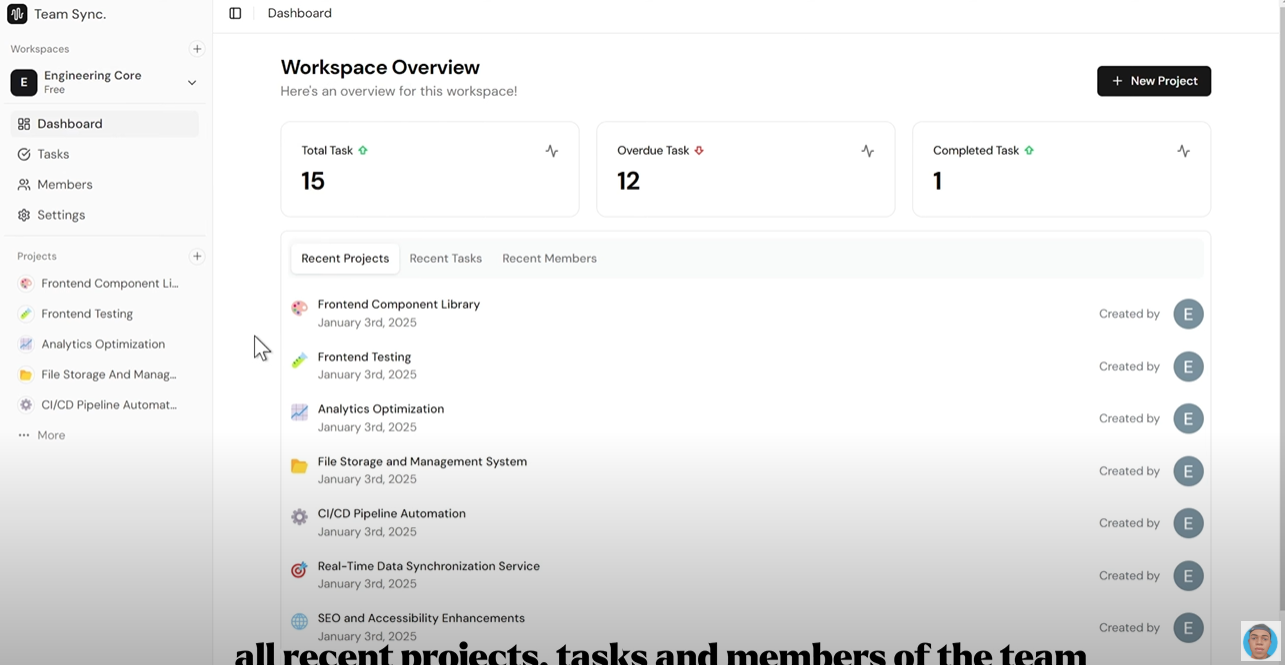 Team Sync.
Dashboard
Workspaces
+
E
Engineering Core
Free
Dashboard
Tasks
Members
Settings
Projects
+
Frontend Component Li...
Frontend Testing
Analytics Optimization
File Storage And Manag...
CI/CD Pipeline Automat...
... More
Workspace Overview
Here's an overview for this workspace!
+ New Project
Total Task
15
Overdue Task
12
Completed Task
1
Recent Projects Recent Tasks Recent Members
Frontend Component Library
January 3rd, 2025
Created by E
Frontend Testing
January 3rd, 2025
Created by E
Analytics Optimization
January 3rd, 2025
Created by E
File Storage and Management System
January 3rd, 2025
Created by E
CI/CD Pipeline Automation
January 3rd, 2025
Created by E
Real-Time Data Synchronization Service
January 3rd, 2025
Created by E
SEO and Accessibility Enhancements
January 3rd, 2025
Created by E
all recent projects, tasks and members of the team